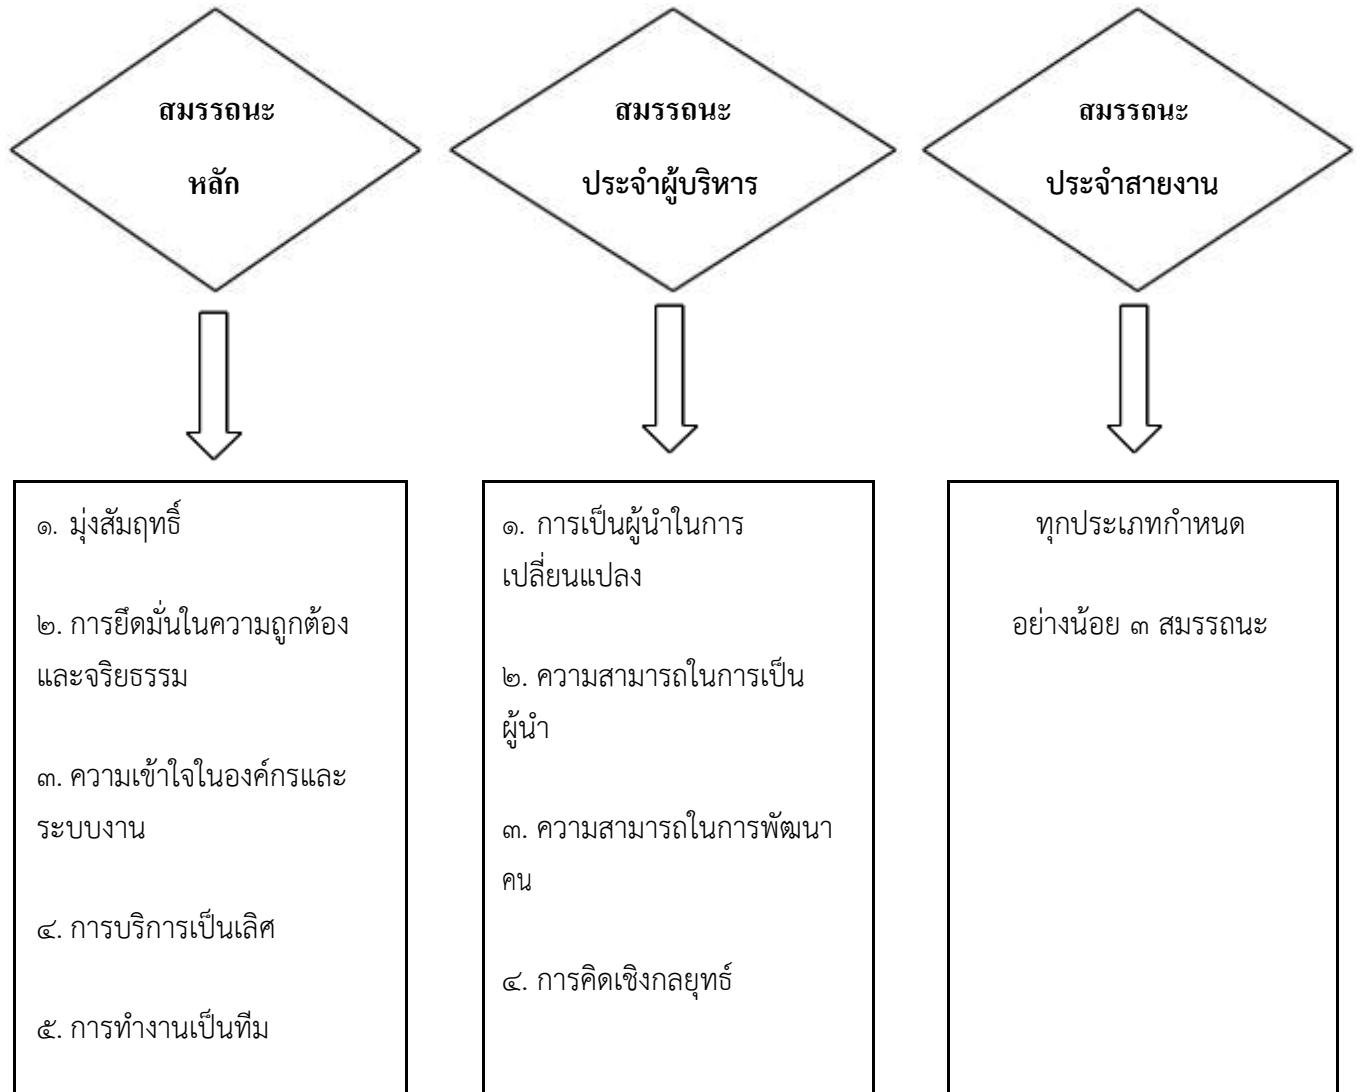 สมรรถนะ
หลัก
สมรรถนะ
ประจำผู้บริหาร
สมรรถนะ
ประจำสายงาน
๑. มุ่งสัมฤทธิ์
๒. การยึดมั่นในความถูกต้อง
และจริยธรรม
๓. ความเข้าใจในองค์กรและ
ระบบงาน
๔. การบริการเป็นเลิศ
๕. การทำงานเป็นทีม
๑. การเป็นผู้นำในการ
เปลี่ยนแปลง
๒. ความสามารถในการเป็น
ผู้นำ
๓. ความสามารถในการพัฒนา
คน
๔. การคิดเชิงกลยุทธ์
ทุกประเภทกำหนด
อย่างน้อย ๓ สมรรถนะ